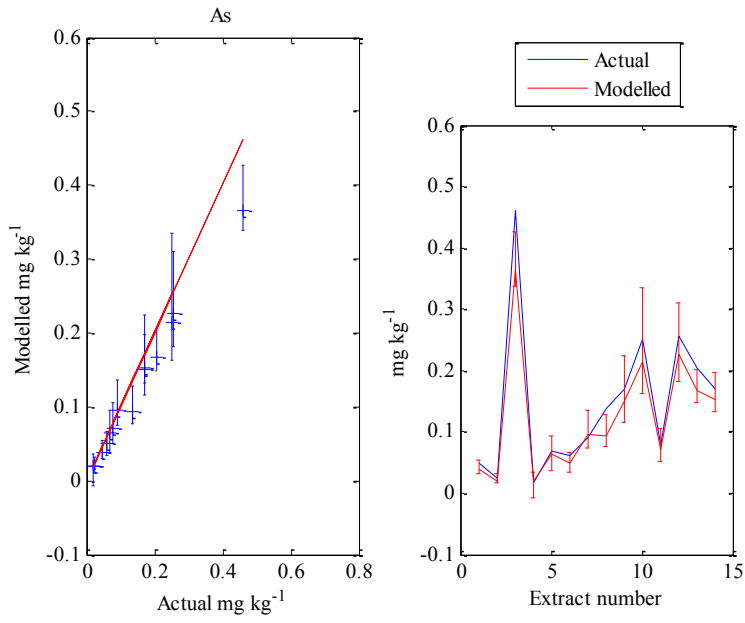 As
0.6
0.5
0.4
0.3
0.2
0.1
0
-0.1
0 0.2 0.4 0.6 0.8
Modelled mg kg⁻¹
Actual mg kg⁻¹
Actual
Modelled
0.6
0.5
0.4
0.3
0.2
0.1
0
-0.1
0 5 10 15
mg kg⁻¹
Extract number